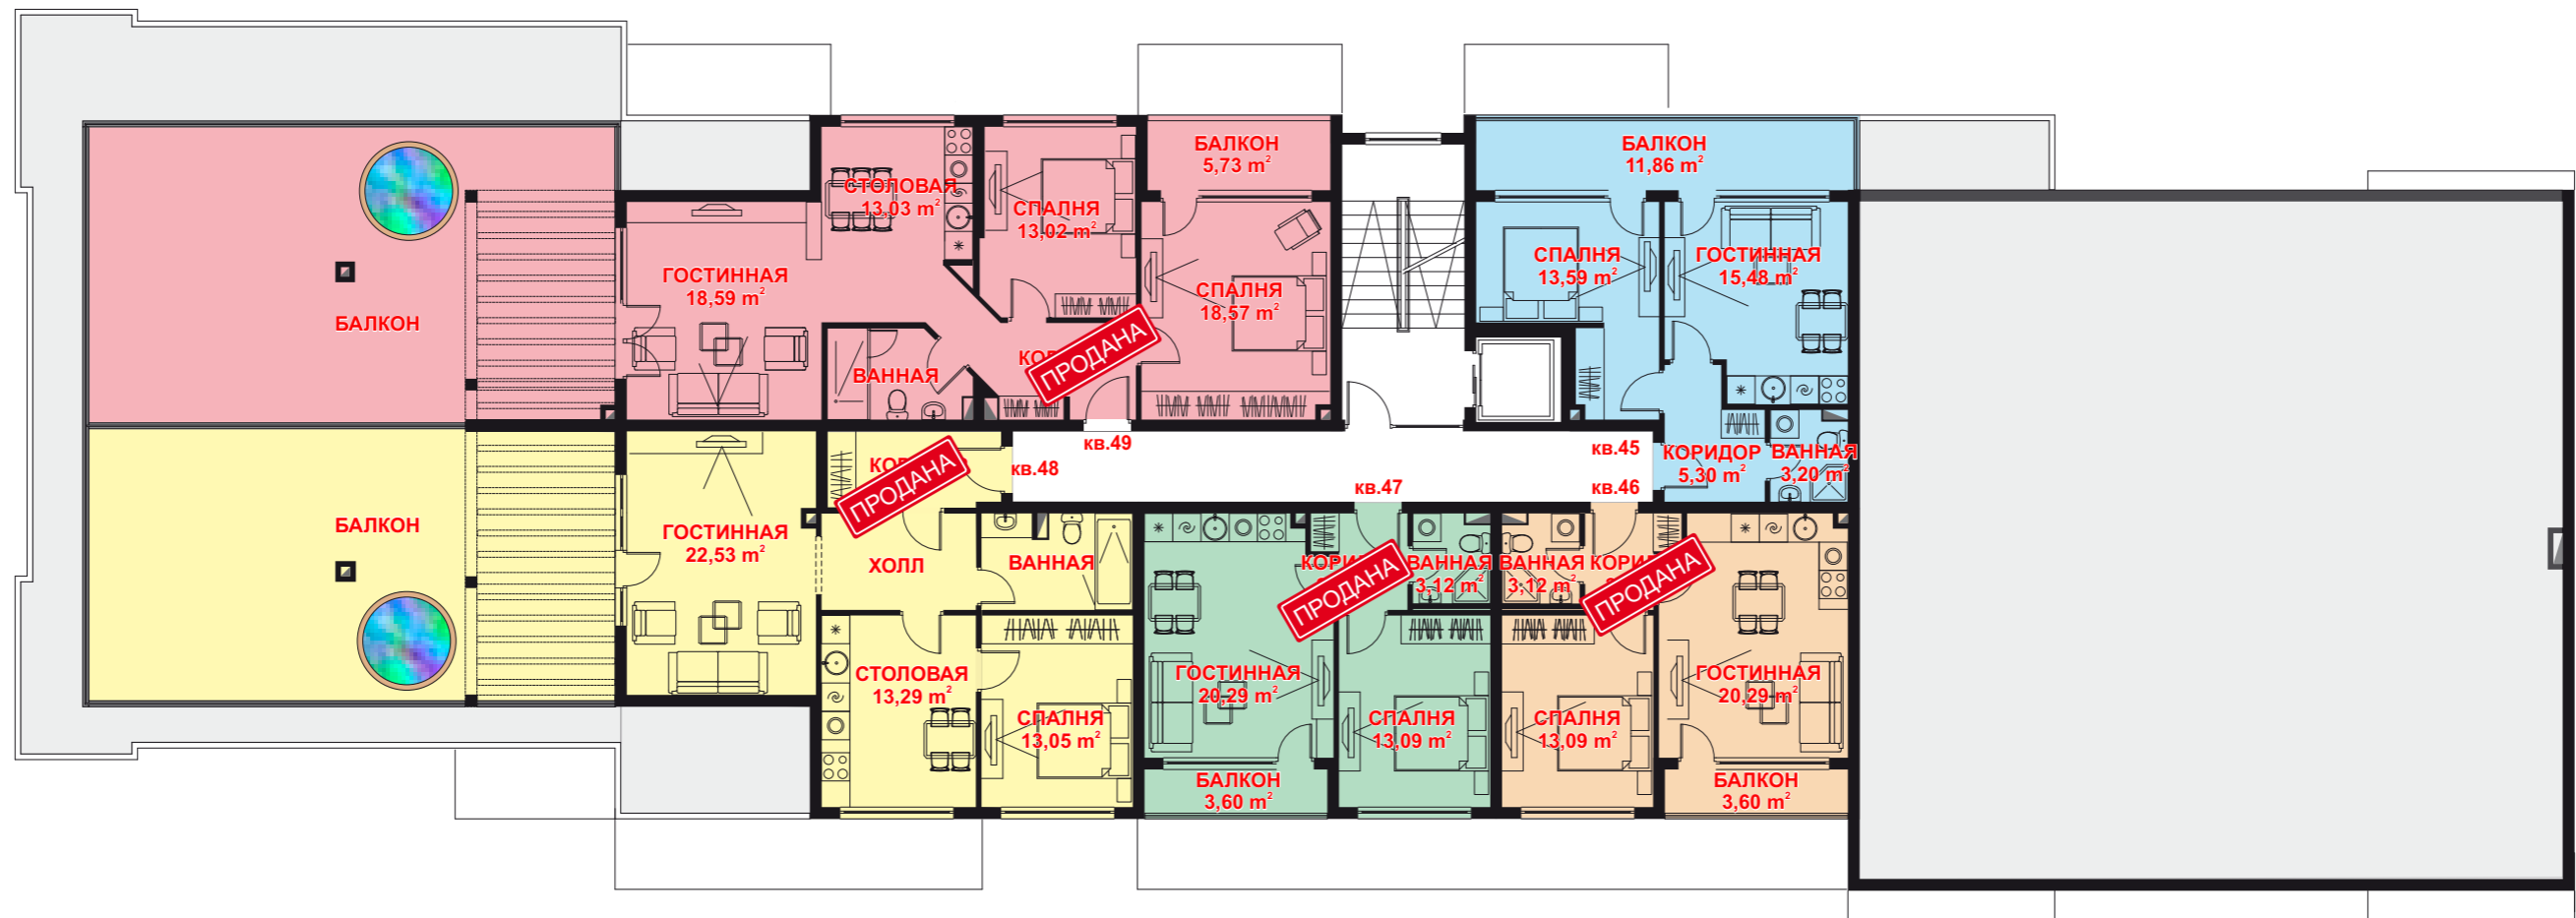 БАЛКОН
БАЛКОН
ГОСТИННАЯ
18,59 m²
СТОЛОВАЯ
13,03 m²
СПАЛНЯ
13,02 m²
БАЛКОН
5,73 m²
СПАЛНЯ
18,57 m²
ВАННАЯ
ПРОДАНА
кв.49
БАЛКОН
11,86 m²
СПАЛНЯ
13,59 m²
ГОСТИННАЯ
15,48 m²
КОРИДОР
5,30 m²
ВАННАЯ
3,20 m²
кв.45
кв.46
кв.47
кв.48
ПРОДАНА
ГОСТИННАЯ
22,53 m²
ХОЛЛ
ВАННАЯ
СТОЛОВАЯ
13,29 m²
СПАЛНЯ
13,05 m²
ПРОДАНА
ВАННАЯ
3,12 m²
ГОСТИННАЯ
20,29 m²
СПАЛНЯ
13,09 m²
БАЛКОН
3,60 m²
ВАННАЯ
3,12 m²
ПРОДАНА
СПАЛНЯ
13,09 m²
ГОСТИННАЯ
20,29 m²
БАЛКОН
3,60 m²